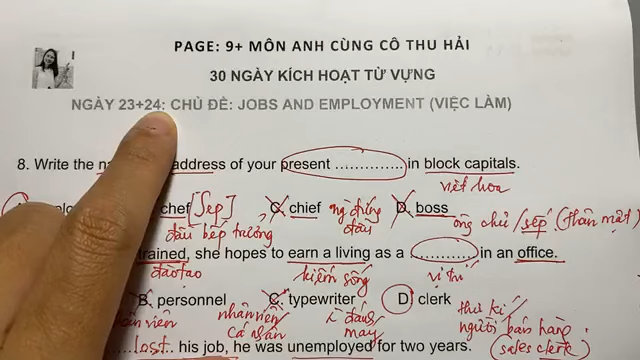 PAGE: 9+ MÔN ANH CÙNG CÔ THU HẢI
30 NGÀY KÍCH HOẠT TỪ VỰNG
NGÀY 23+24: CHỦ ĐỀ: JOBS AND EMPLOYMENT (VIỆC LÀM)
8. Write the address of your present ………….. in block capitals.
viết hoa
chef [ʃep] C. chief người đứng đầu D. boss ông chủ / sếp (thân mật)
đầu bếp trưởng
trained, she hopes to earn a living as a ………… in an office.
đào tạo kiếm sống vị trí
B. personnel nhân viên cá nhân C. typewriter D. clerk thư kí
người bán hàng
máy
lost his job, he was unemployed for two years. (sales clerk)